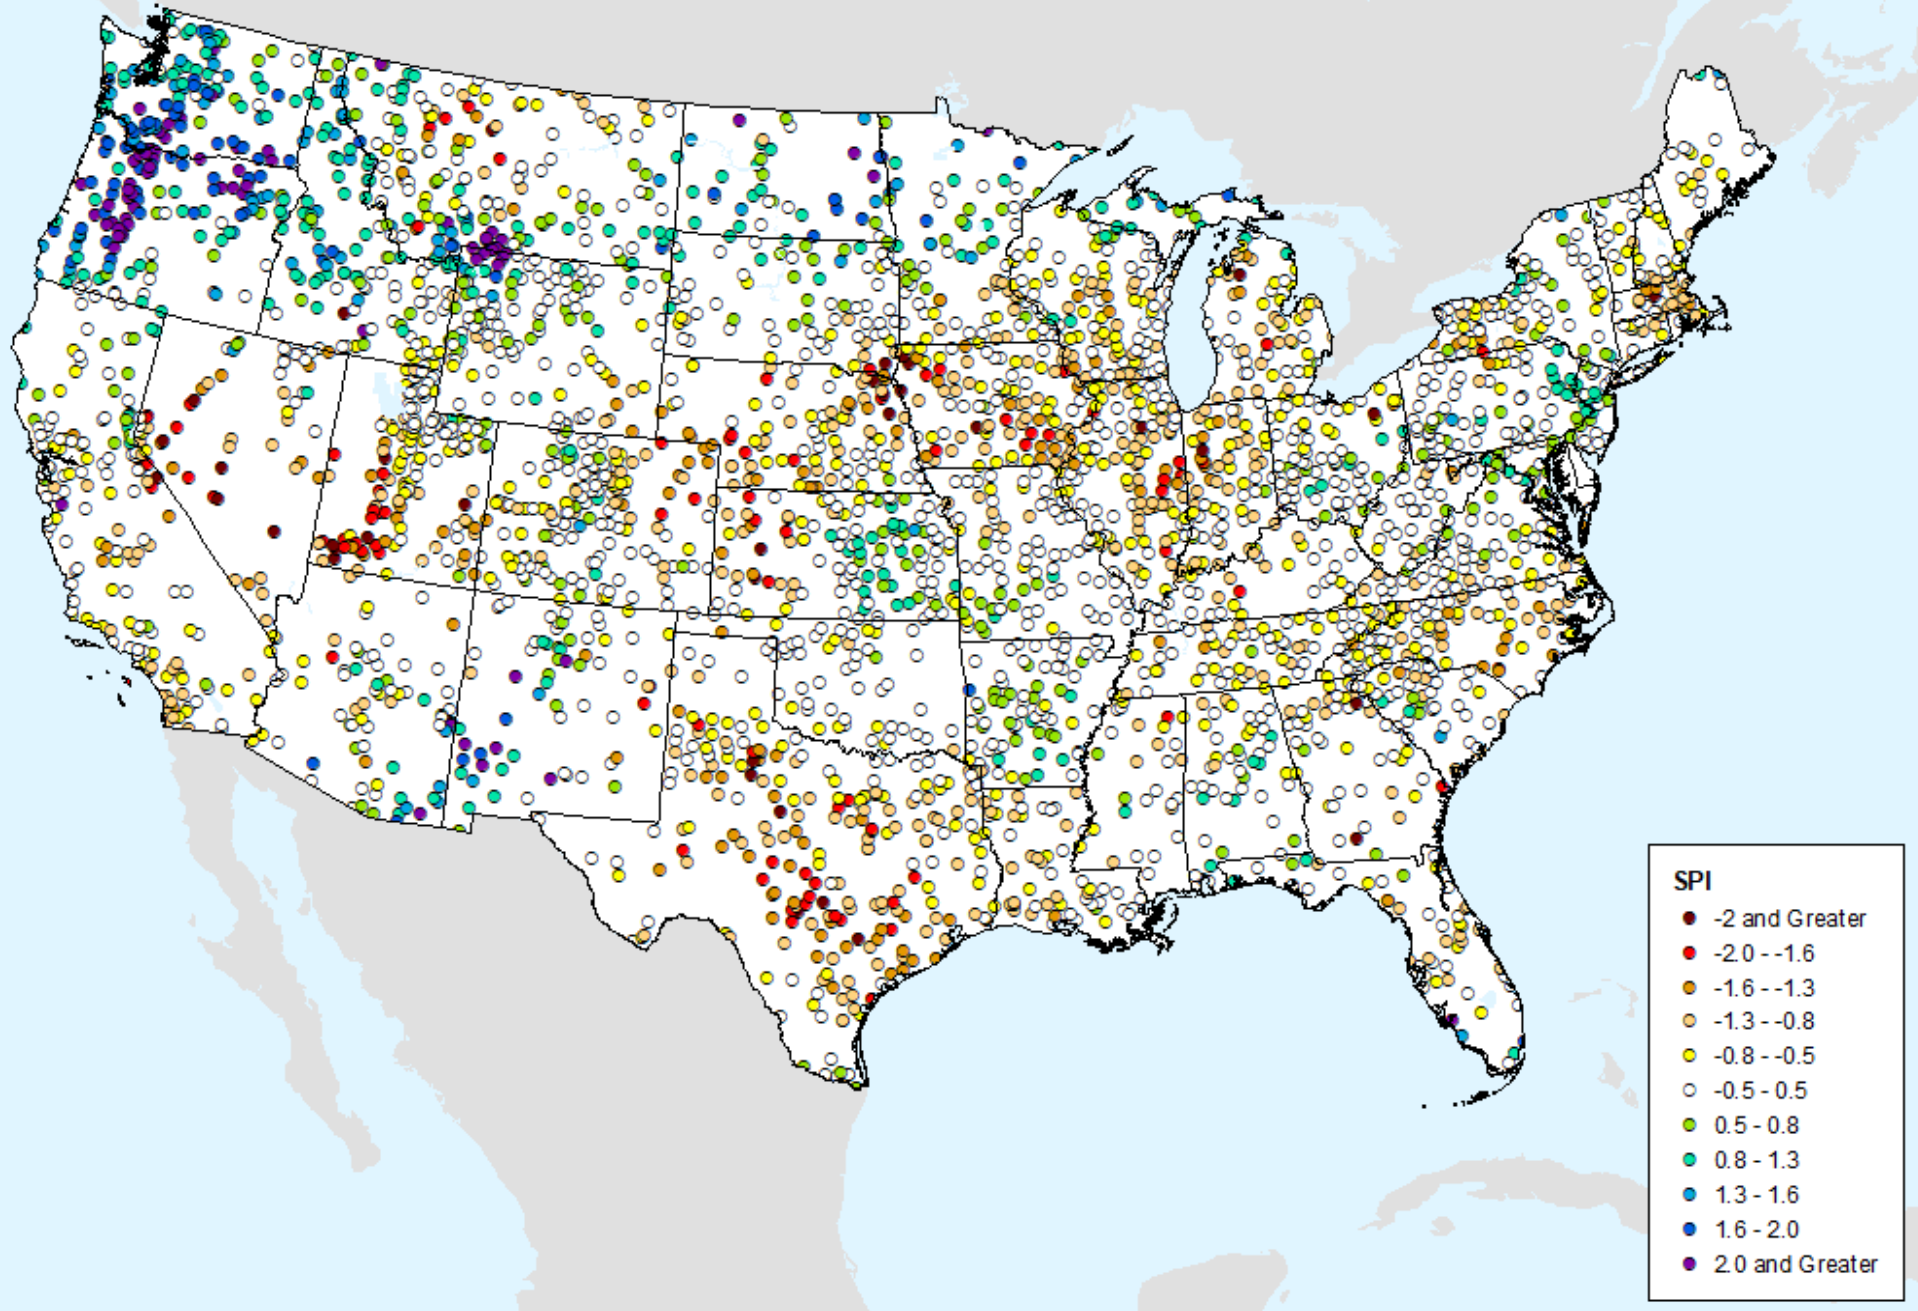 SPI
-2 and Greater
-2.0 - -1.6
-1.6 - -1.3
-1.3 - -0.8
-0.8 - -0.5
-0.5 - 0.5
0.5 - 0.8
0.8 - 1.3
1.3 - 1.6
1.6 - 2.0
2.0 and Greater